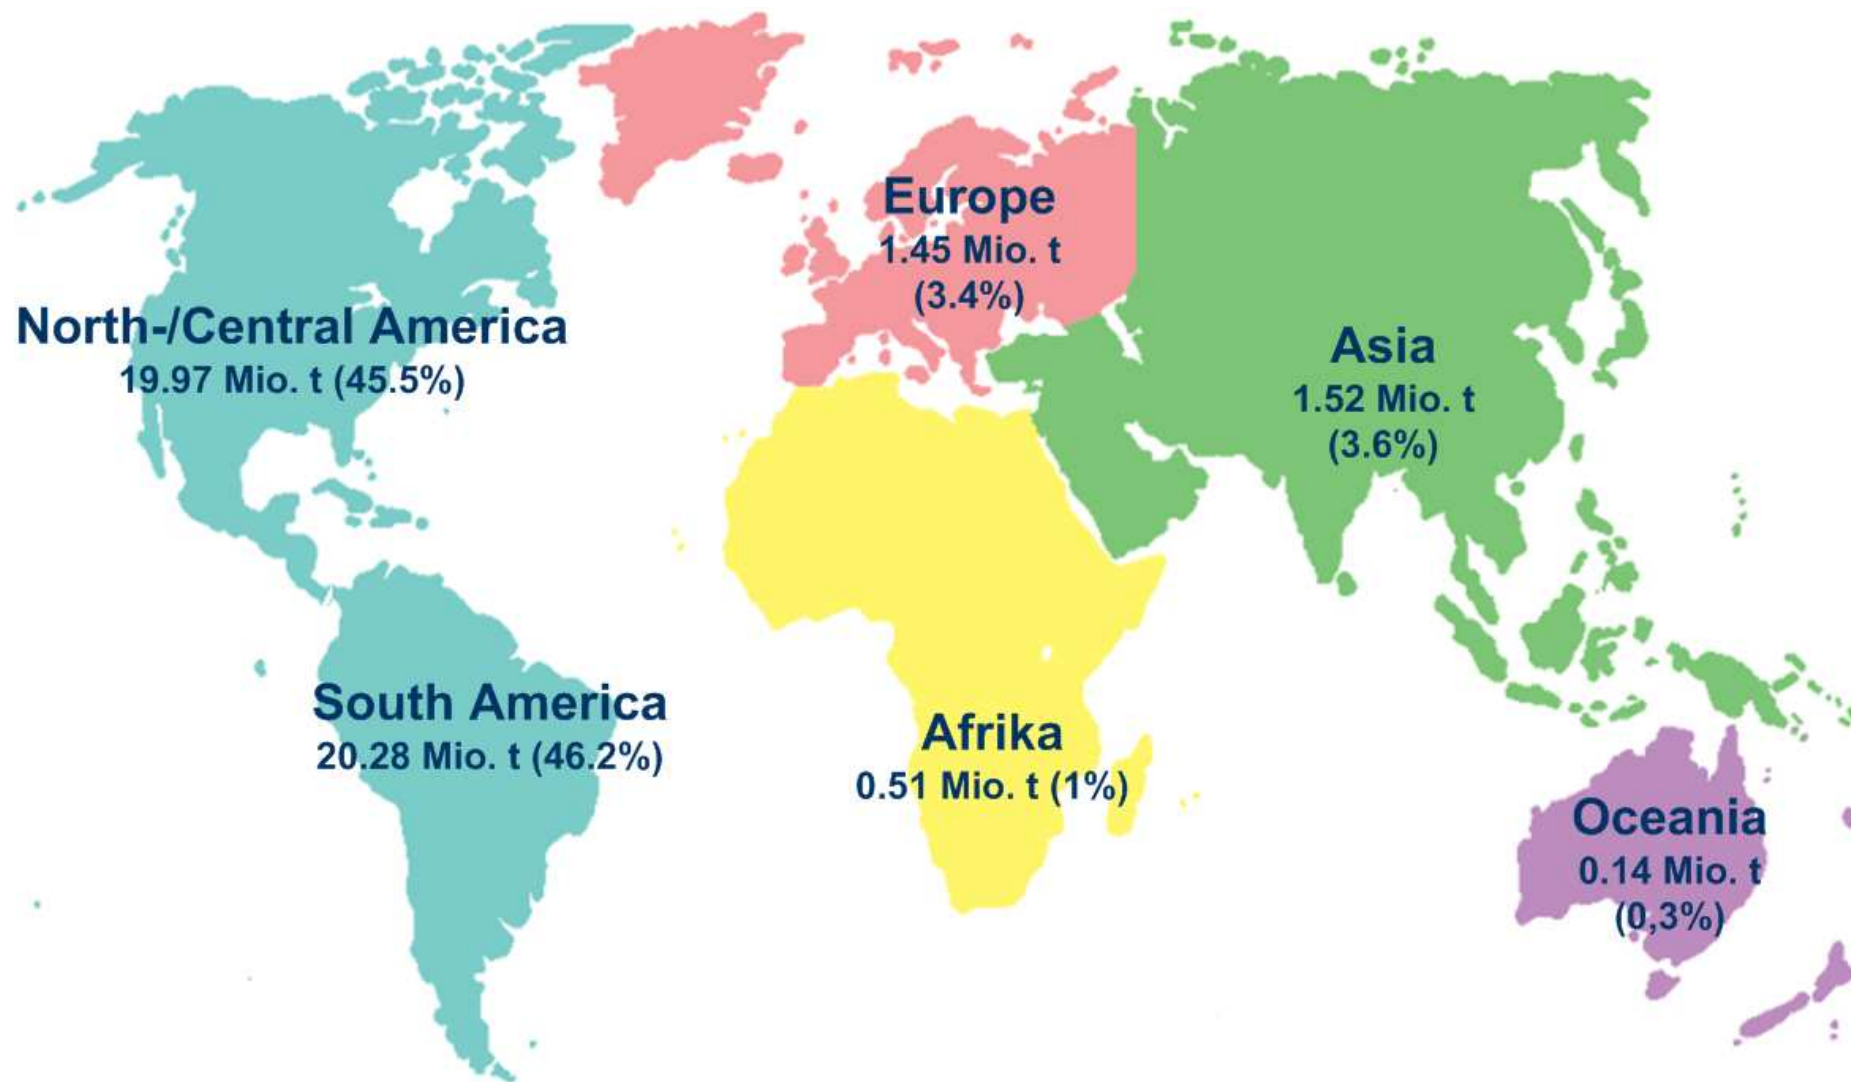 Europe
1.45 Mio. t
(3.4%)
North-/Central America
19.97 Mio. t (45.5%)
Asia
1.52 Mio. t
(3.6%)
South America
20.28 Mio. t (46.2%)
Afrika
0.51 Mio. t (1%)
Oceania
0.14 Mio. t
(0,3%)